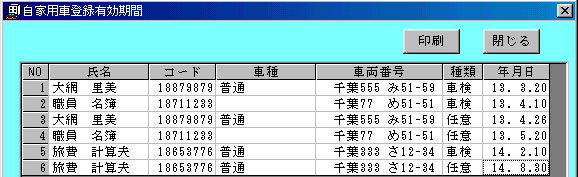 自家用車登録有効期間
印刷 閉じる
NO 氏名 コード 車種 車両番号 種類 年月日
1 大網 里美 18879879 普通 千葉555 み51-59 車検 13. 3.20
2 職員 名簿 18711233 千葉77 め51-51 車検 13. 4.10
3 大網 里美 18879879 普通 千葉555 み51-59 任意 13. 4.26
4 職員 名簿 18711233 千葉77 め51-51 任意 13. 5.20
5 旅費 計算夫 18653776 普通 千葉333 さ12-34 車検 14. 2.10
6 旅費 計算夫 18653776 普通 千葉333 さ12-34 任意 14. 8.30